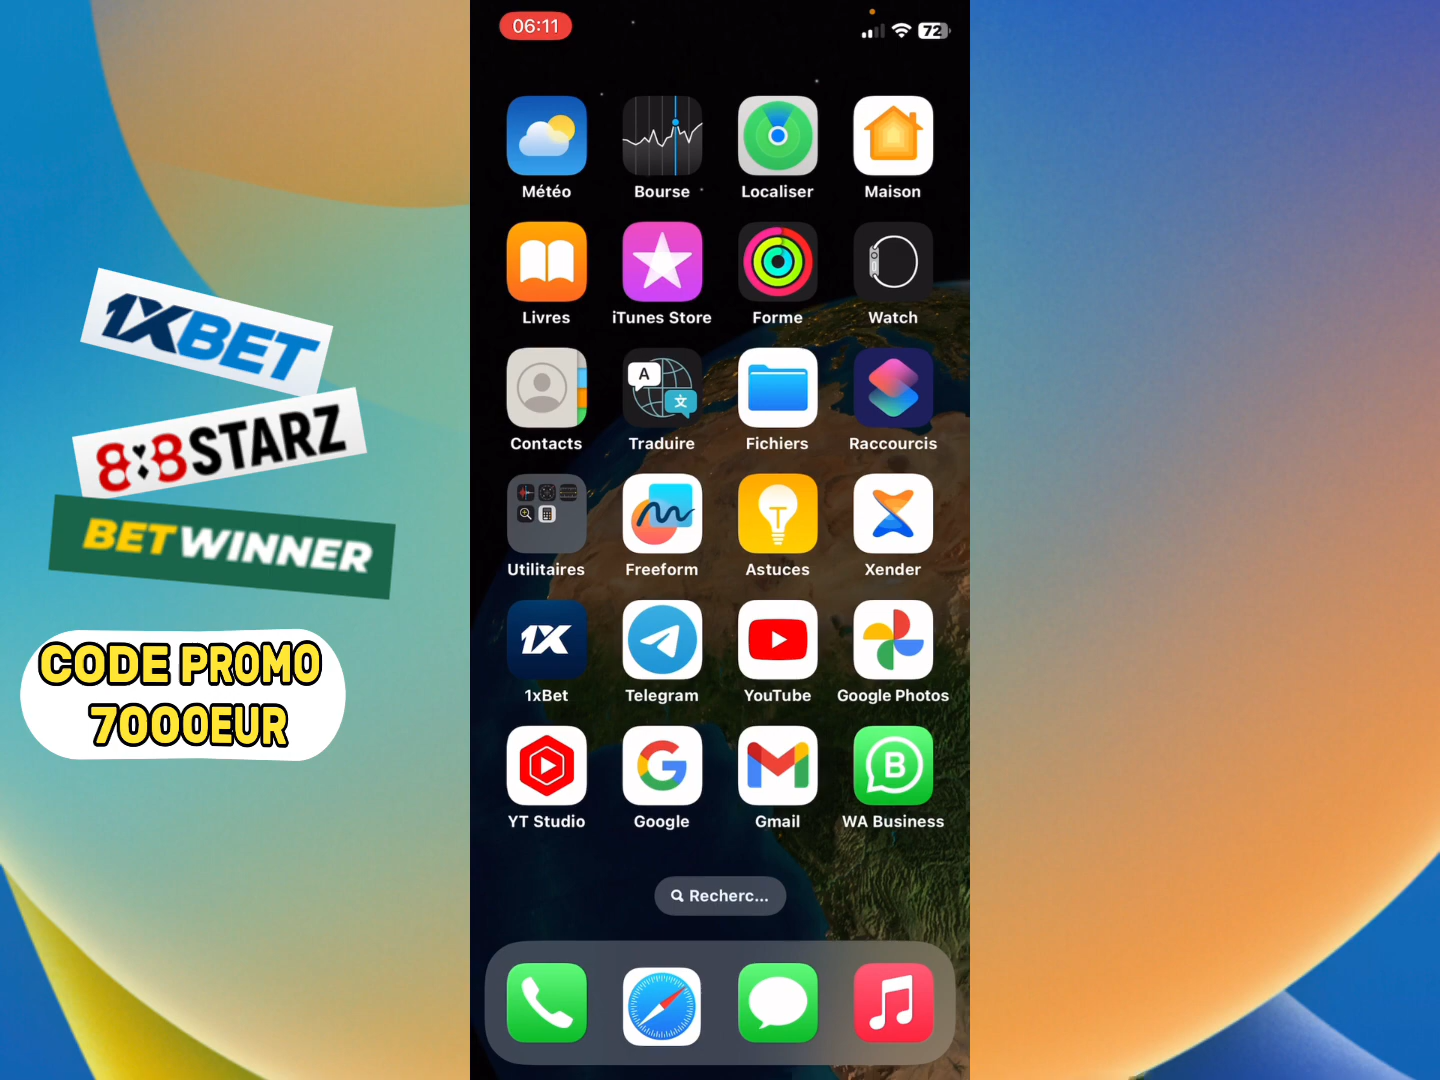 06:11
72
Météo
Bourse
Localiser
Maison
Livres
iTunes Store
Forme
Watch
Contacts
A
文
Traduire
Fichiers
Raccourcis
Utilitaires
Freeform
T
Astuces
Xender
1X
1xBet
Telegram
YouTube
Google Photos
YT Studio
G
Google
M
Gmail
B
WA Business
Recherc...
1XBET
888STARZ
BETWINNER
CODE PROMO
7000EUR